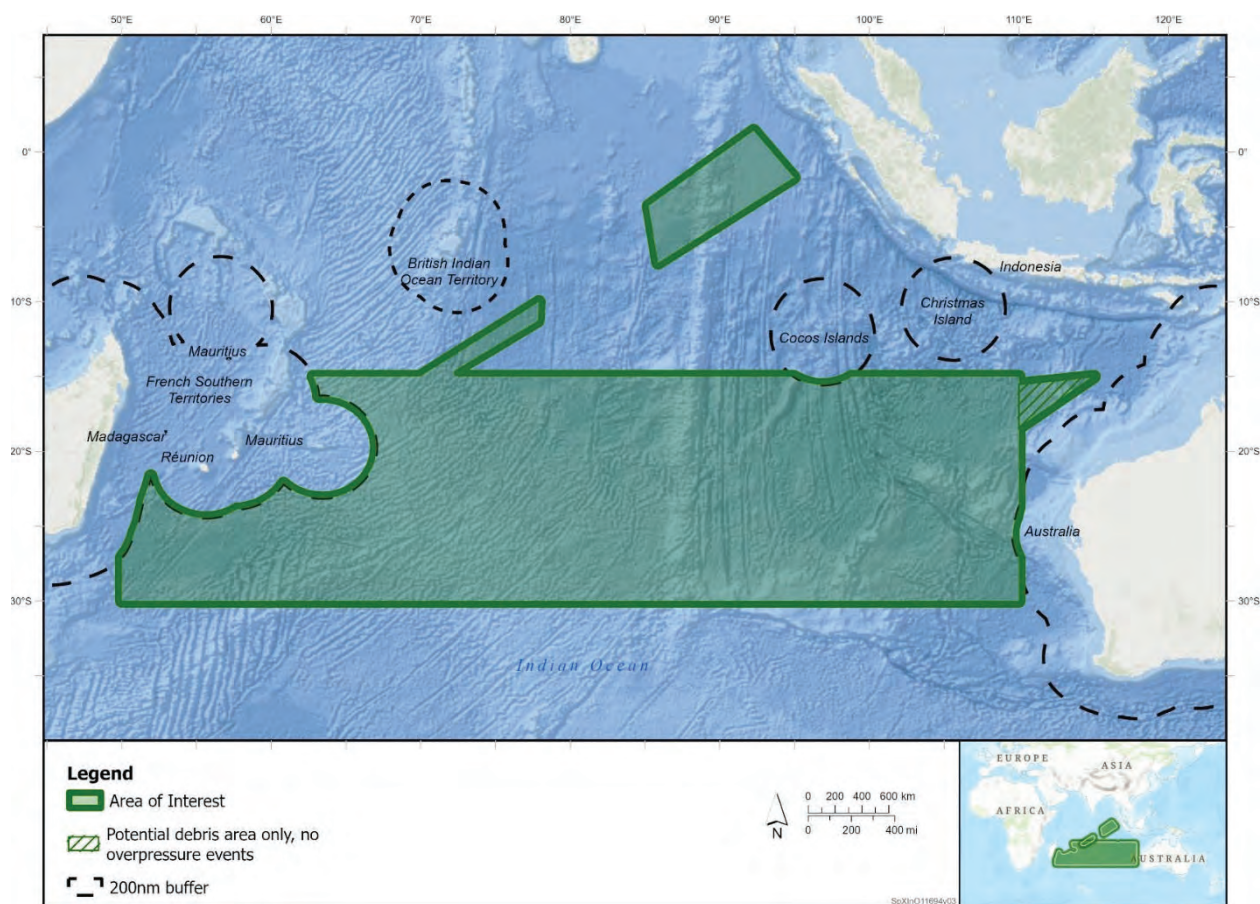 50°E 60°E 70°E 80°E 90°E 100°E 110°E 120°E
0° 0°
British Indian
Ocean Territory
Indonesia
10°S 10°S
Christmas
Island
Cocos Islands
Mauritius
French Southern
Territories
Madagascar
Mauritius
20°S 20°S
Réunion
Australia
30°S 30°S
Indian Ocean
Legend
Area of Interest
Potential debris area only, no
overpressure events
200nm buffer
N
0 200 400 600 km
0 200 400 mi
EUROPE
ASIA
AFRICA
AUSTRALIA
SpXInO11694v03